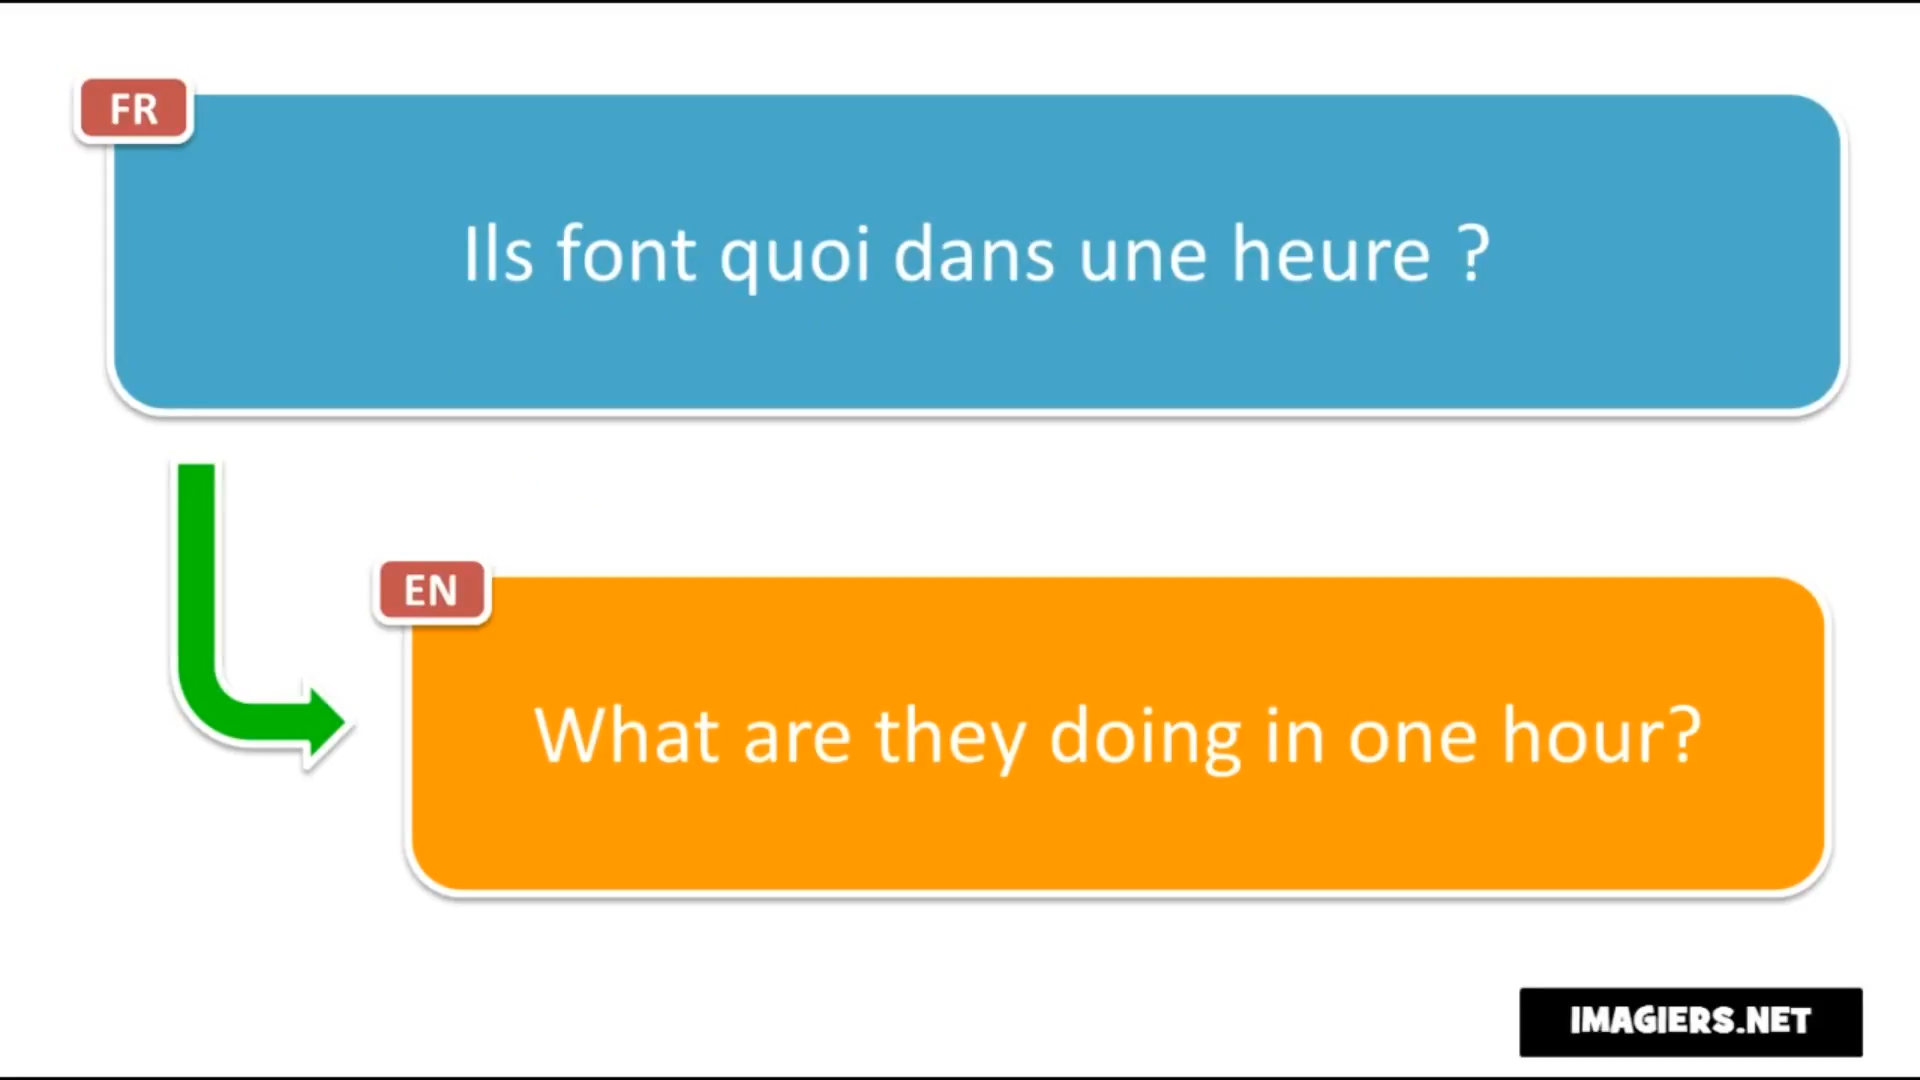 FR
Ils font quoi dans une heure ?
EN
What are they doing in one hour?
IMAGIERS.NET